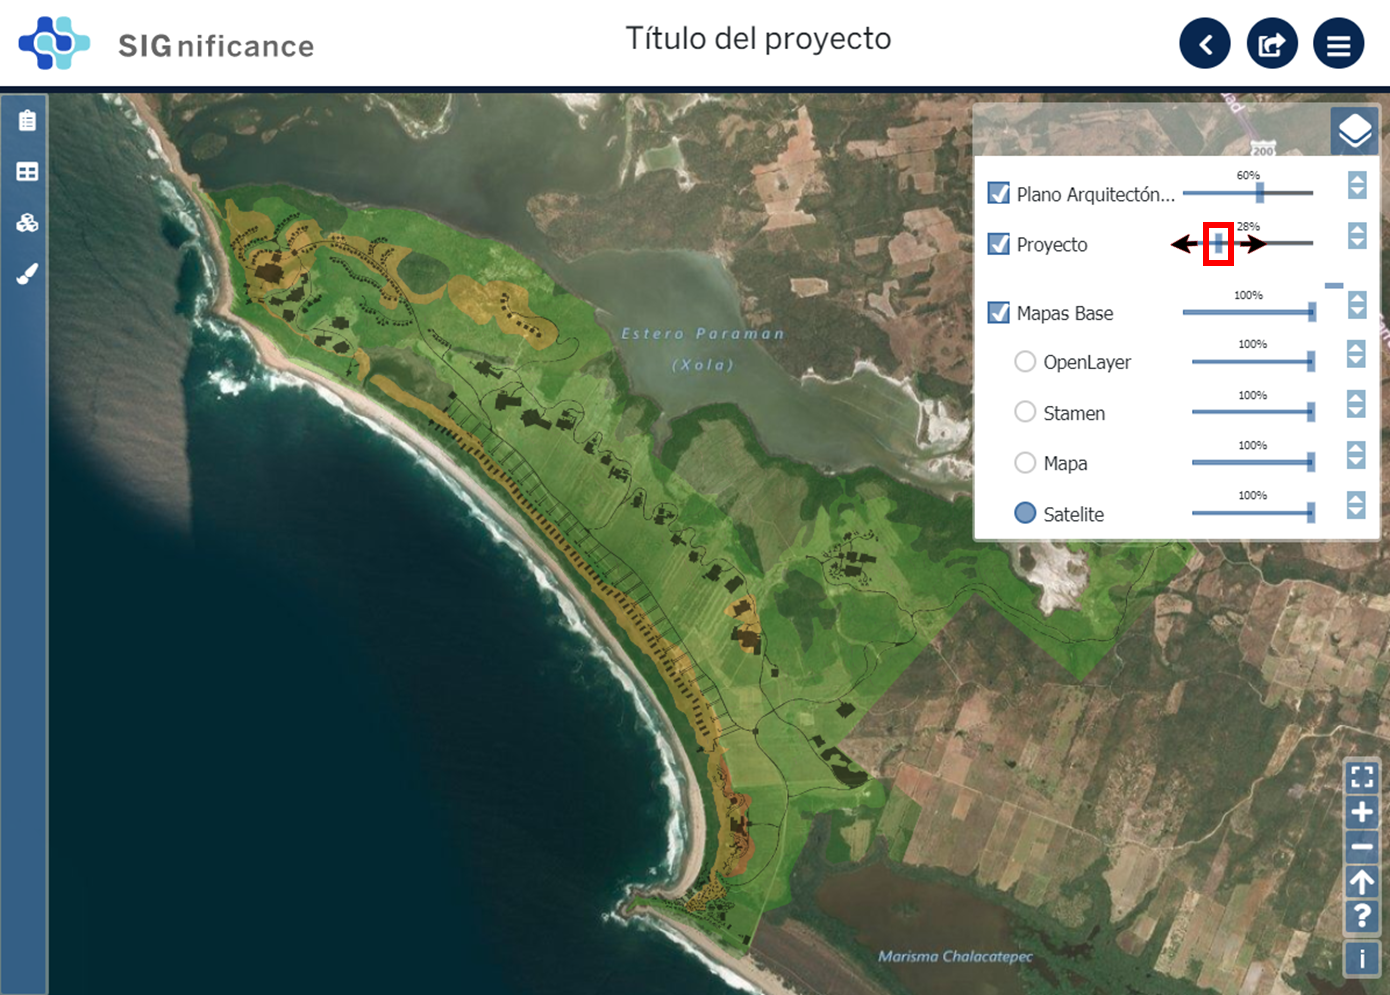 SIGnificance
Título del proyecto
ad
200
60%
Plano Arquitectón...
28%
Proyecto
100%
Mapas Base
100%
OpenLayer
100%
Stamen
100%
Mapa
100%
Satelite
Estero Paraman
(Xola)
Marisma Chalacatepec
?
i